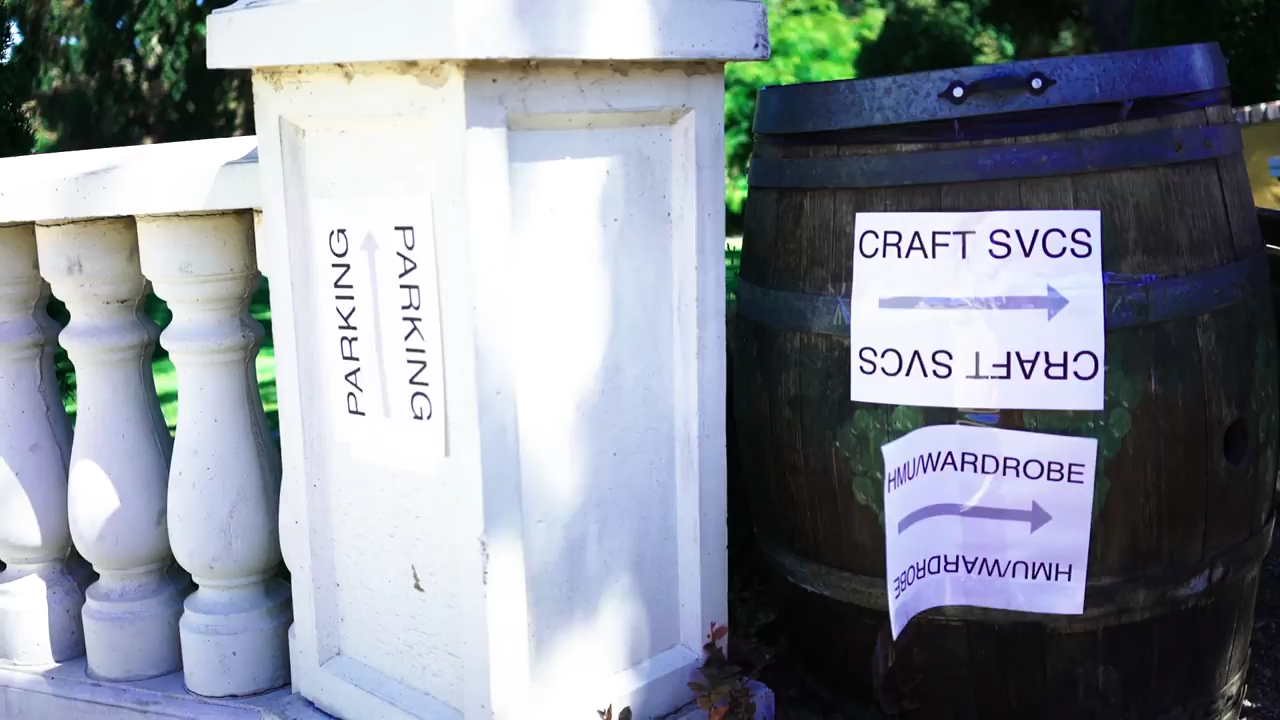 PARKING
PARKING
CRAFT SVCS
CRAFT SVCS
HMU/WARDROBE
HMU/WARDROBE